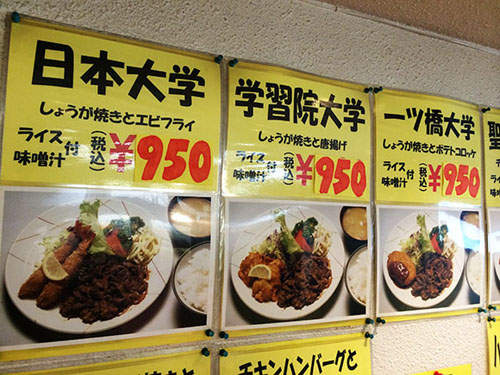 日本大学
しょうが焼きとエビフライ
ライス
味噌汁
付
(税込)
¥950
学習院大学
しょうが焼きと唐揚げ
ライス
味噌汁
付
(税込)
¥950
一ツ橋大学
しょうが焼きとポテトコロッケ
ライス
味噌汁
付
(税込)
¥950
聖
チキンハンバーグと